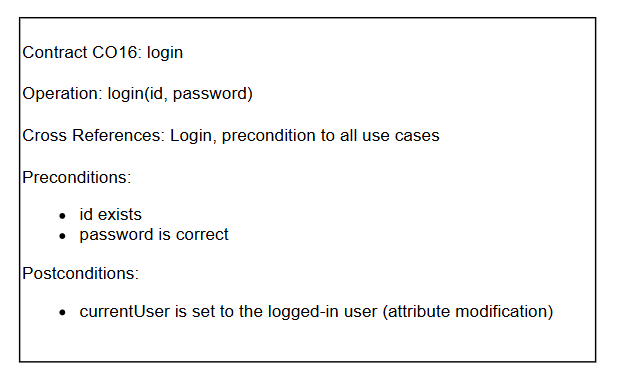 Contract CO16: login
Operation: login(id, password)
Cross References: Login, precondition to all use cases
Preconditions:
• id exists
• password is correct
Postconditions:
• currentUser is set to the logged-in user (attribute modification)